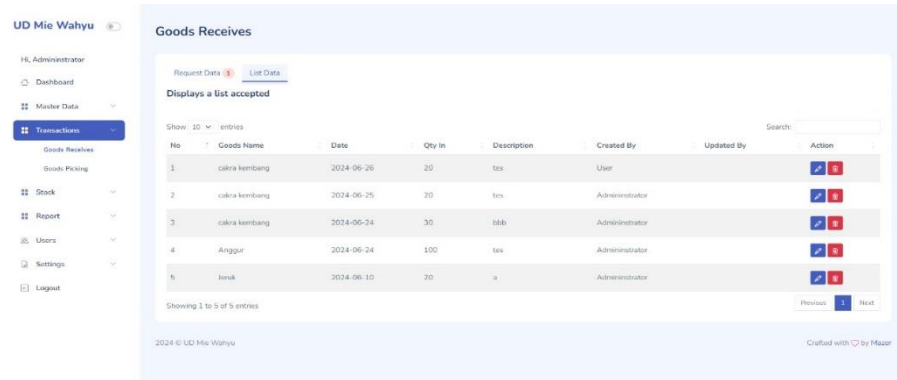 UD Mie Wahyu
Hi, Admininstrator
Dashboard
Master Data
Transactions
Goods Receives
Goods Picking
Stock
Report
Users
Settings
Logout
Goods Receives
Request Data 1 List Data
Displays a list accepted
Show 10 entries Search:
No Goods Name Date Qty In Description Created By Updated By Action
1 cakra kembang 2024-06-26 20 tes User
2 cakra kembang 2024-06-25 20 tes Admininstrator
3 cakra kembang 2024-06-24 30 bbb Admininstrator
4 Anggur 2024-06-24 100 tes Admininstrator
5 Jeruk 2024-06-10 20 a Admininstrator
Showing 1 to 5 of 5 entries Previous 1 Next
2024 © UD Mie Wahyu Crafted with by Mazer